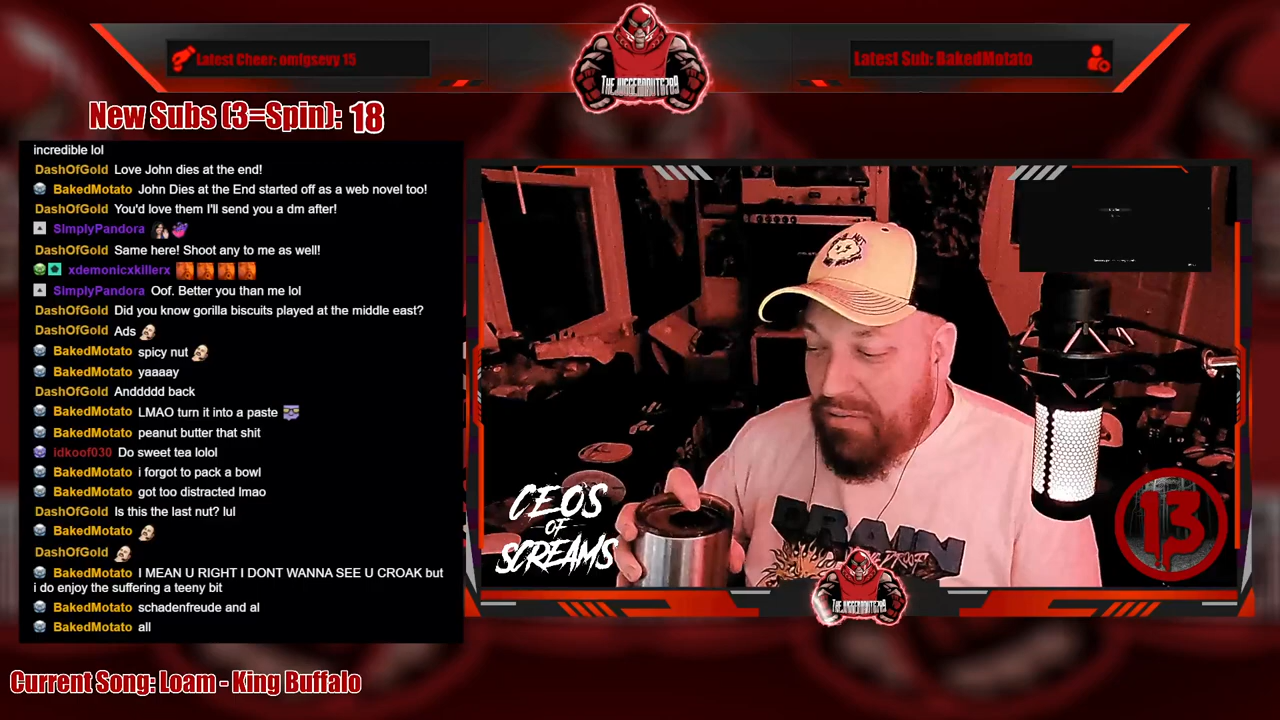 Latest Cheer: omfgsevy 15
THEJUGGERNAUT6789
Latest Sub: BakedMotato
New Subs (3=Spin): 18
incredible lol
DashOfGold Love John dies at the end!
BakedMotato John Dies at the End started off as a web novel too!
DashOfGold You'd love them I'll send you a dm after!
SimplyPandora
DashOfGold Same here! Shoot any to me as well!
xdemonicxkillerx
SimplyPandora Oof. Better you than me lol
DashOfGold Did you know gorilla biscuits played at the middle east?
DashOfGold Ads
BakedMotato spicy nut
BakedMotato yaaaay
DashOfGold Anddddd back
BakedMotato LMAO turn it into a paste
BakedMotato peanut butter that shit
idkoof030 Do sweet tea lolol
BakedMotato i forgot to pack a bowl
BakedMotato got too distracted lmao
DashOfGold Is this the last nut? lul
BakedMotato
DashOfGold
BakedMotato I MEAN U RIGHT I DONT WANNA SEE U CROAK but
i do enjoy the suffering a teeny bit
BakedMotato schadenfreude and al
BakedMotato all
CEOS
OF
SCREAMS
DRAIN
13
THEJUGGERNAUT6789
Current Song: Loam - King Buffalo